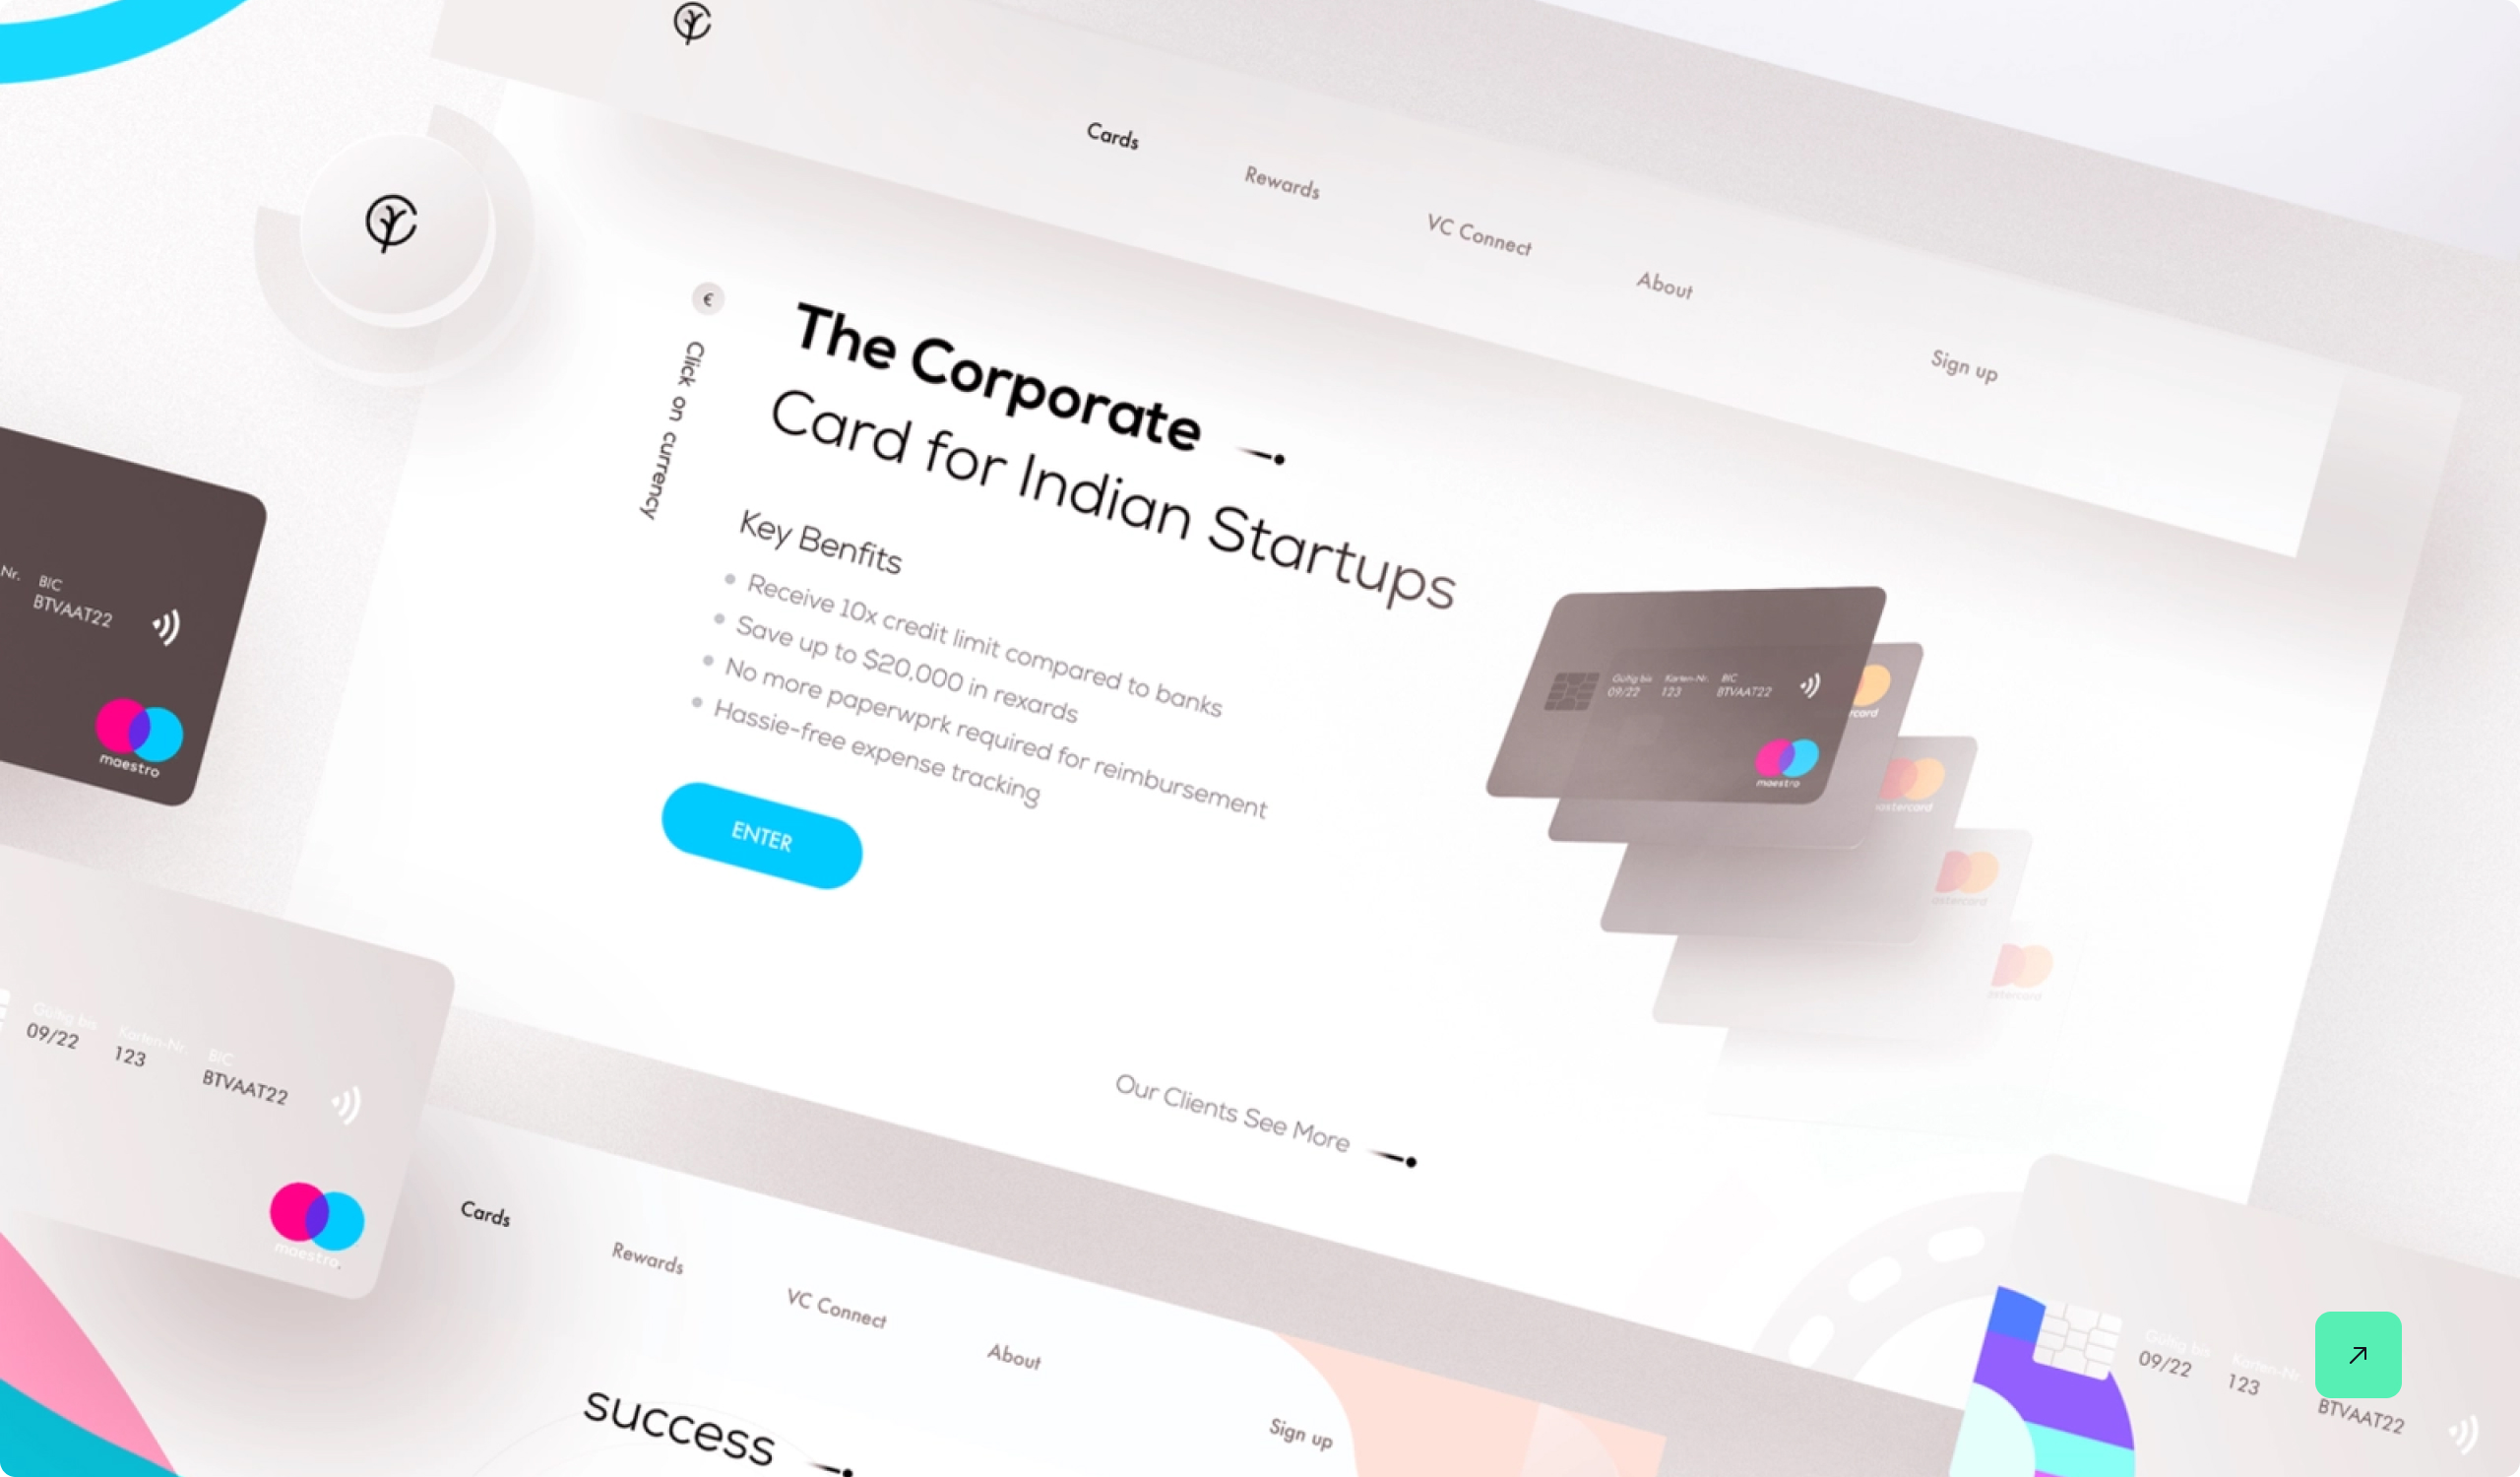 Cards
Rewards
VC Connect
About
Sign up
€
Click on currency
The Corporate
Card for Indian Startups
Key Benfits
Receive 10x credit limit compared to banks
Save up to $20,000 in rexards
No more paperwprk required for reimbursement
Hassie-free expense tracking
ENTER
Nr. BIC
BTVAAT22
maestro
Gültig bis Karten-Nr. BIC
09/22 123 BTVAAT22
maestro
rcard
astercard
astercard
astercard
Gültig bis Karten-Nr. BIC
09/22 123 BTVAAT22
maestro.
Our Clients See More
Cards
Rewards
VC Connect
About
Sign up
success
Gültig bis Karten-Nr.
09/22 123 BTVAAT22